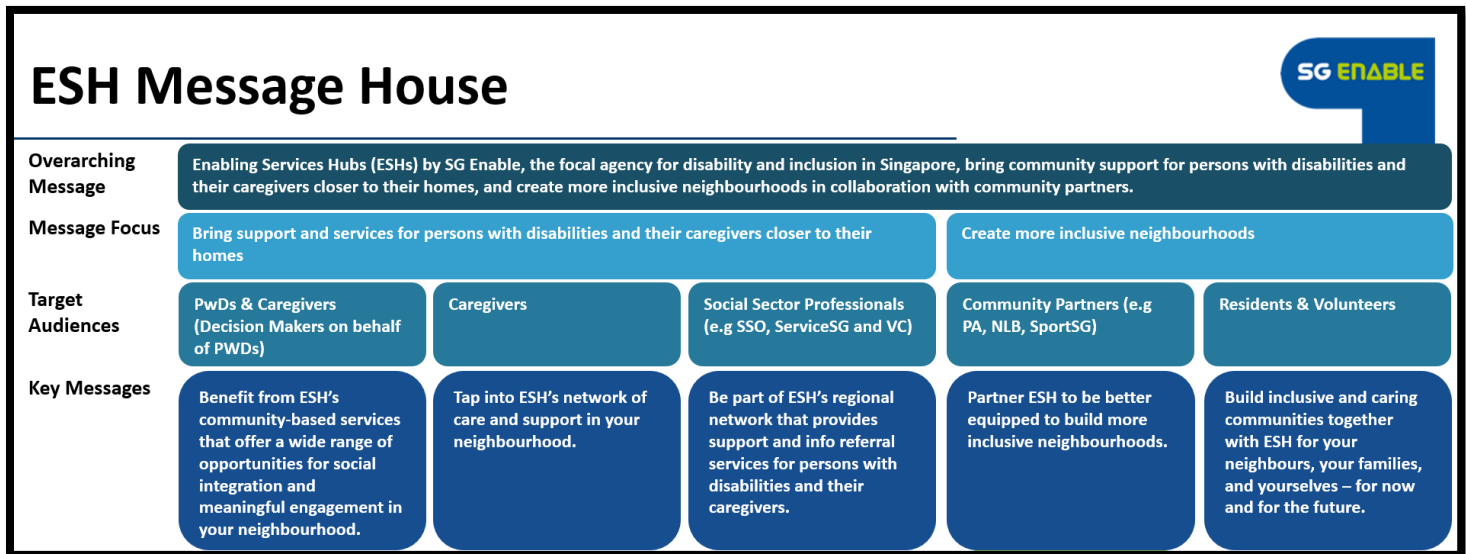 ESH Message House
SG ENABLE
Overarching
Message
Enabling Services Hubs (ESHs) by SG Enable, the focal agency for disability and inclusion in Singapore, bring community support for persons with disabilities and
their caregivers closer to their homes, and create more inclusive neighbourhoods in collaboration with community partners.
Message Focus
Bring support and services for persons with disabilities and their caregivers closer to their
homes
Create more inclusive neighbourhoods
Target
Audiences
PwDs & Caregivers
(Decision Makers on behalf
of PWDs)
Caregivers
Social Sector Professionals
(e.g SSO, ServiceSG and VC)
Community Partners (e.g
PA, NLB, SportSG)
Residents & Volunteers
Key Messages
Benefit from ESH’s
community-based services
that offer a wide range of
opportunities for social
integration and
meaningful engagement in
your neighbourhood.
Tap into ESH’s network of
care and support in your
neighbourhood.
Be part of ESH’s regional
network that provides
support and info referral
services for persons with
disabilities and their
caregivers.
Partner ESH to be better
equipped to build more
inclusive neighbourhoods.
Build inclusive and caring
communities together
with ESH for your
neighbours, your families,
and yourselves – for now
and for the future.